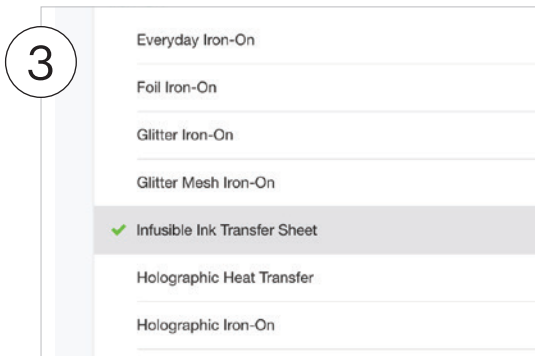 3
Everyday Iron-On
Foil Iron-On
Glitter Iron-On
Glitter Mesh Iron-On
Infusible Ink Transfer Sheet
Holographic Heat Transfer
Holographic Iron-On